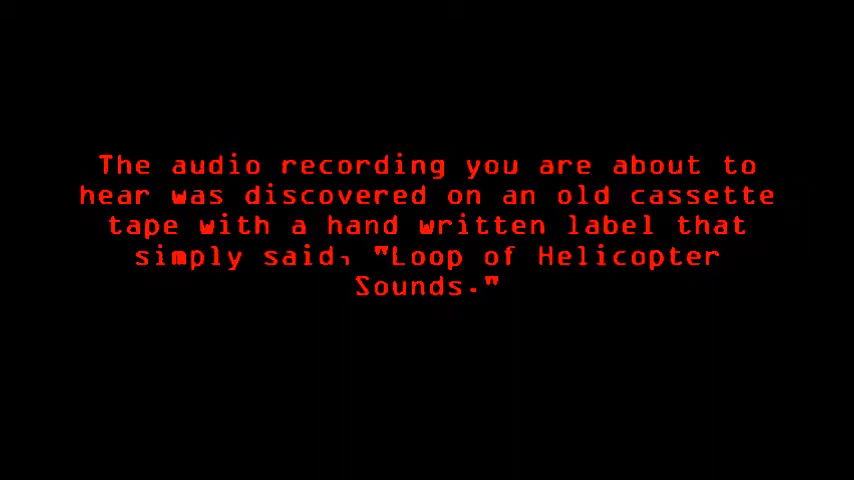 The audio recording you are about to
hear was discovered on an old cassette
tape with a hand written label that
simply said, "Loop of Helicopter
Sounds."